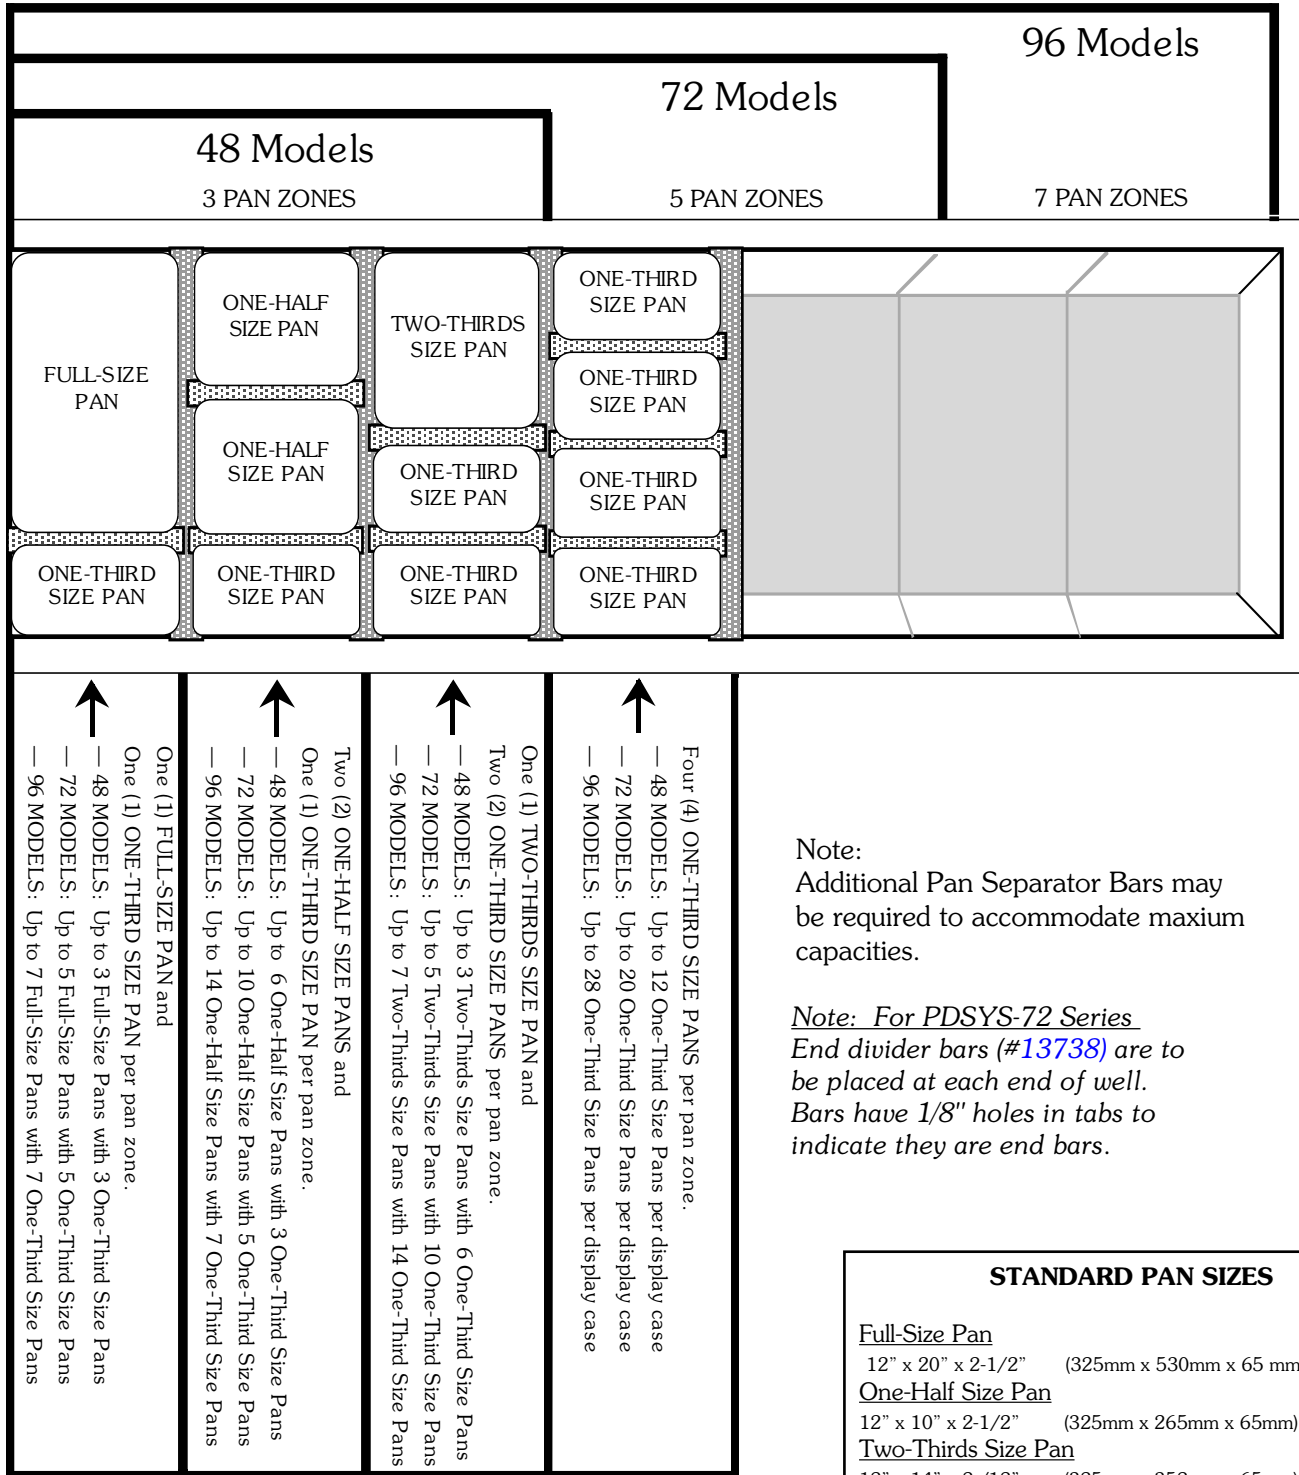 96 Models
72 Models
48 Models
3 PAN ZONES
5 PAN ZONES
7 PAN ZONES
FULL-SIZE
PAN
ONE-THIRD
SIZE PAN
ONE-HALF
SIZE PAN
ONE-HALF
SIZE PAN
ONE-THIRD
SIZE PAN
TWO-THIRDS
SIZE PAN
ONE-THIRD
SIZE PAN
ONE-THIRD
SIZE PAN
ONE-THIRD
SIZE PAN
ONE-THIRD
SIZE PAN
ONE-THIRD
SIZE PAN
ONE-THIRD
SIZE PAN
One (1) FULL-SIZE PAN and
One (1) ONE-THIRD SIZE PAN per pan zone.
— 48 MODELS: Up to 3 Full-Size Pans with 3 One-Third Size Pans
— 72 MODELS: Up to 5 Full-Size Pans with 5 One-Third Size Pans
— 96 MODELS: Up to 7 Full-Size Pans with 7 One-Third Size Pans
Two (2) ONE-HALF SIZE PANS and
One (1) ONE-THIRD SIZE PAN per pan zone.
— 48 MODELS: Up to 6 One-Half Size Pans with 3 One-Third Size Pans
— 72 MODELS: Up to 10 One-Half Size Pans with 5 One-Third Size Pans
— 96 MODELS: Up to 14 One-Half Size Pans with 7 One-Third Size Pans
One (1) TWO-THIRDS SIZE PAN and
Two (2) ONE-THIRD SIZE PANS per pan zone.
— 48 MODELS: Up to 3 Two-Thirds Size Pans with 6 One-Third Size Pans
— 72 MODELS: Up to 5 Two-Thirds Size Pans with 10 One-Third Size Pans
— 96 MODELS: Up to 7 Two-Thirds Size Pans with 14 One-Third Size Pans
Four (4) ONE-THIRD SIZE PANS per pan zone.
— 48 MODELS: Up to 12 One-Third Size Pans per display case
— 72 MODELS: Up to 20 One-Third Size Pans per display case
— 96 MODELS: Up to 28 One-Third Size Pans per display case
Note:
Additional Pan Separator Bars may
be required to accommodate maxium
capacities.
Note: For PDSYS-72 Series
End divider bars (#13738) are to
be placed at each end of well.
Bars have 1/8" holes in tabs to
indicate they are end bars.
STANDARD PAN SIZES
Full-Size Pan
12” x 20” x 2-1/2” (325mm x 530mm x 65 mm
One-Half Size Pan
12” x 10” x 2-1/2” (325mm x 265mm x 65mm)
Two-Thirds Size Pan